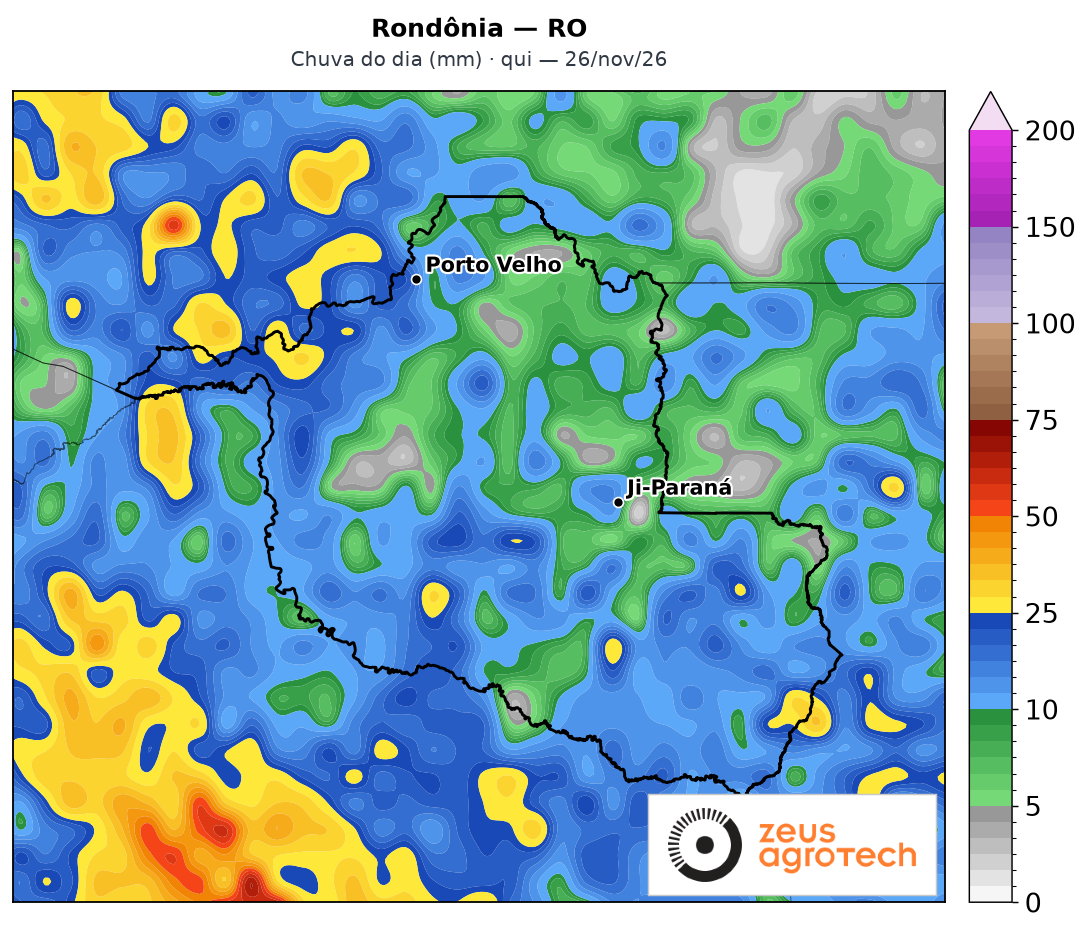 Rondônia — RO
Chuva do dia (mm) · qui — 26/nov/26
200
150
100
75
50
25
10
5
0
Porto Velho
Ji-Paraná
zeus
agrotech